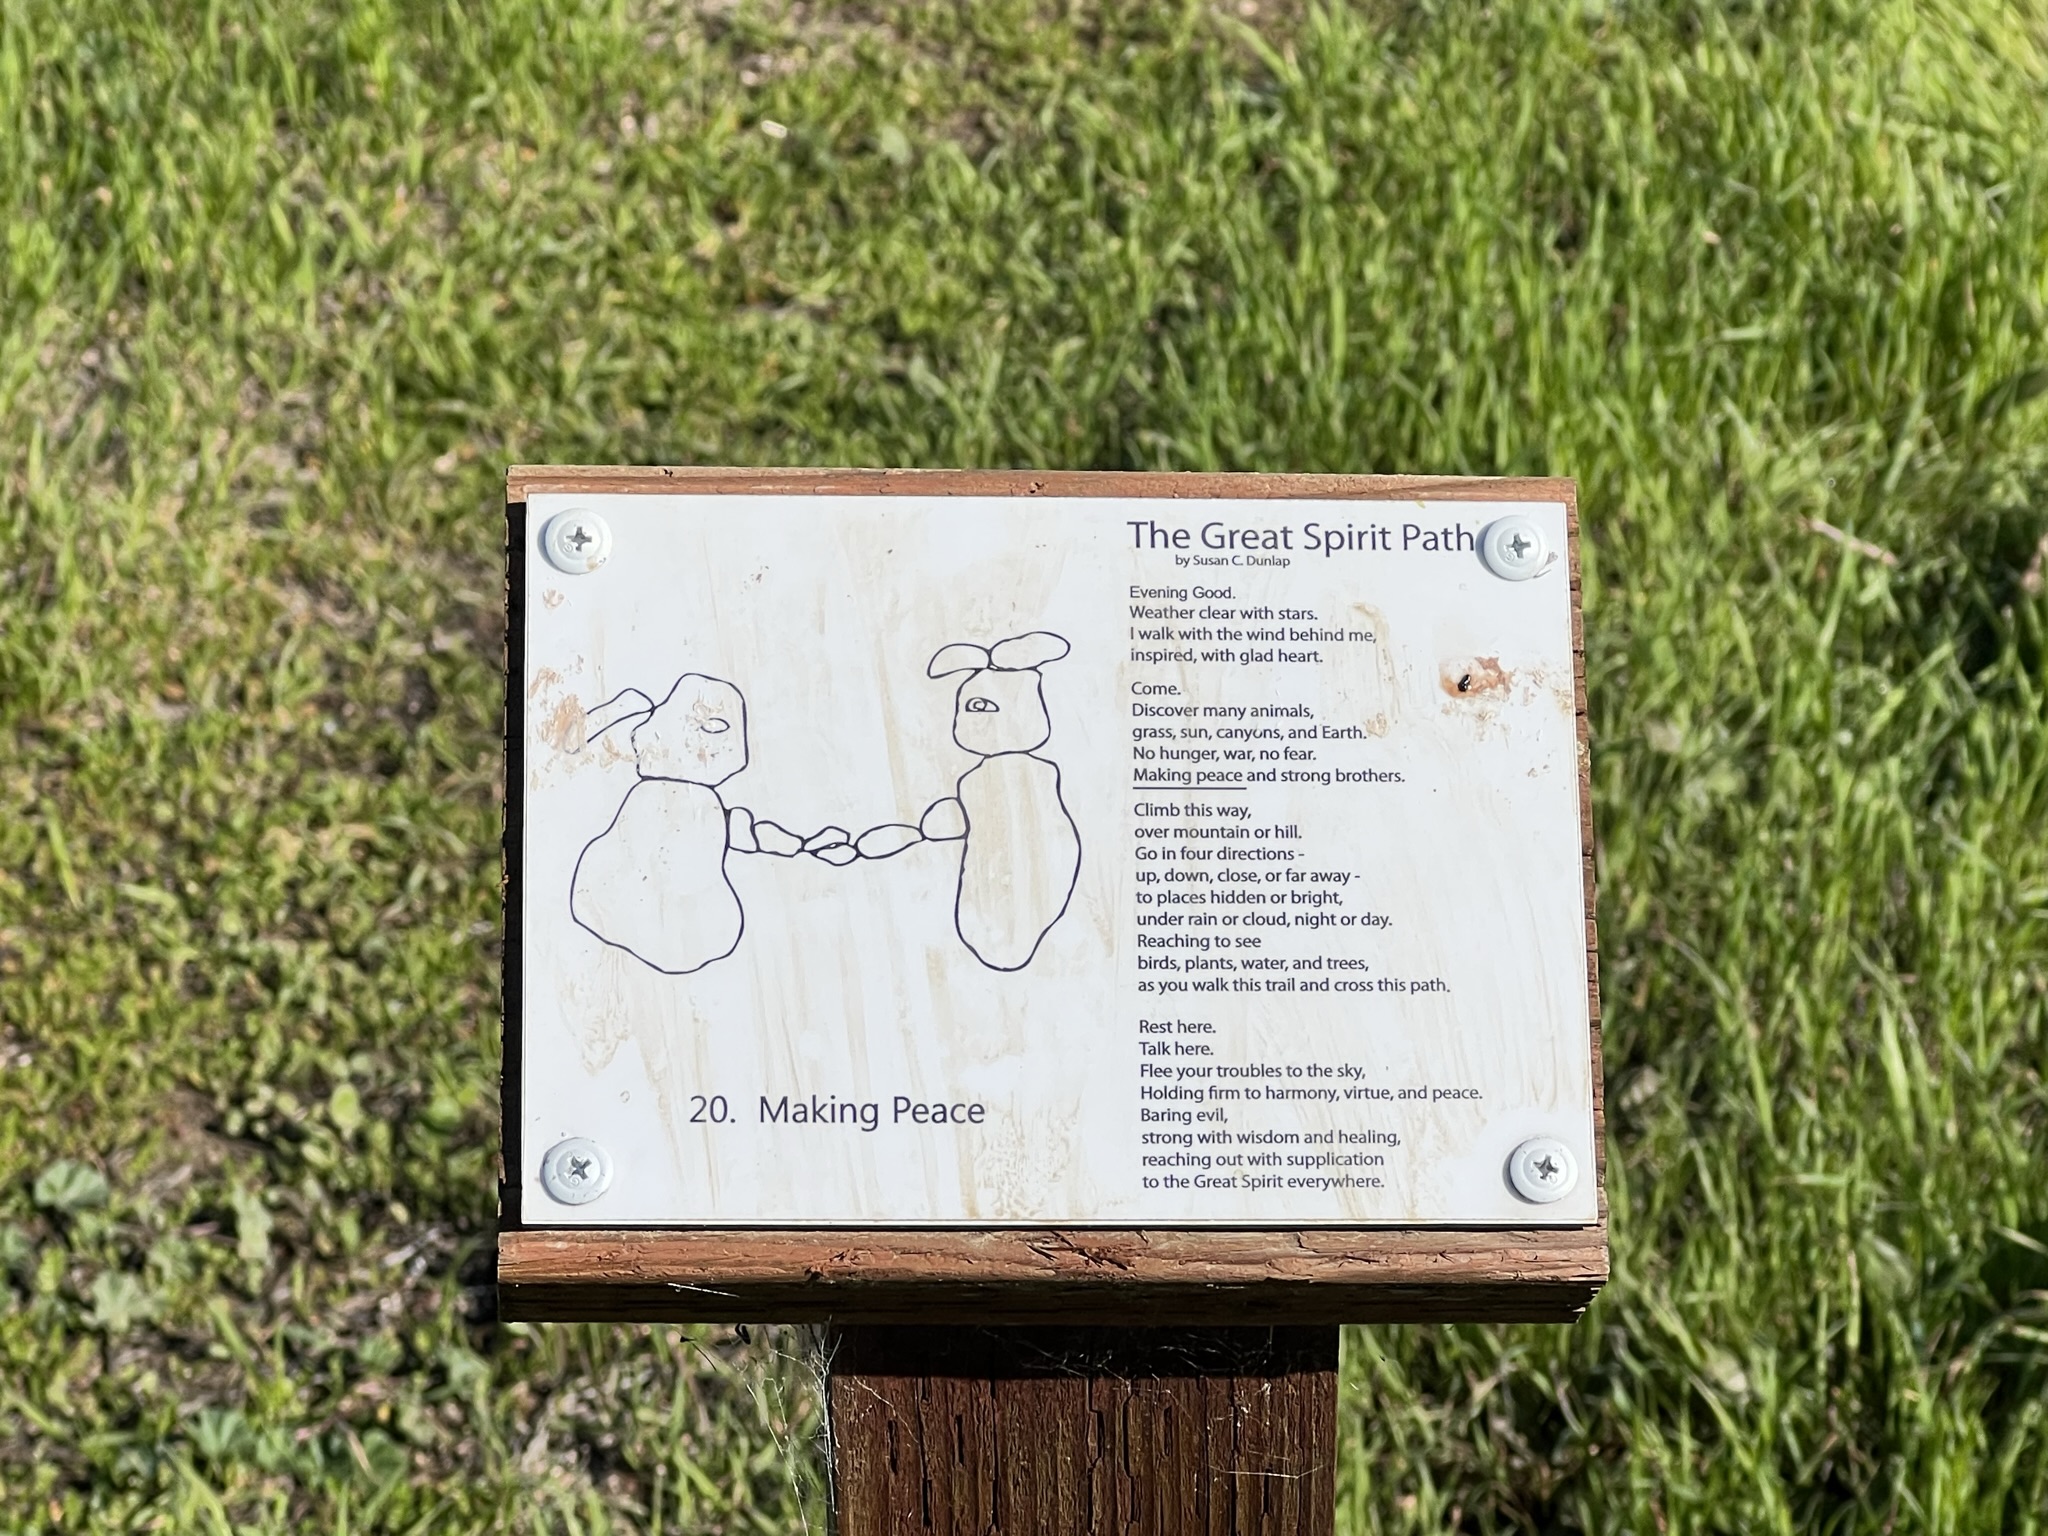 The Great Spirit Path
by Susan C. Dunlap
Evening Good.
Weather clear with stars.
I walk with the wind behind me,
inspired, with glad heart.
Come.
Discover many animals,
grass, sun, canyons, and Earth.
No hunger, war, no fear.
Making peace and strong brothers.
Climb this way,
over mountain or hill.
Go in four directions -
up, down, close, or far away -
to places hidden or bright,
under rain or cloud, night or day.
Reaching to see
birds, plants, water, and trees,
as you walk this trail and cross this path.
Rest here.
Talk here.
Flee your troubles to the sky,
Holding firm to harmony, virtue, and peace.
Baring evil,
strong with wisdom and healing,
reaching out with supplication
to the Great Spirit everywhere.
20. Making Peace